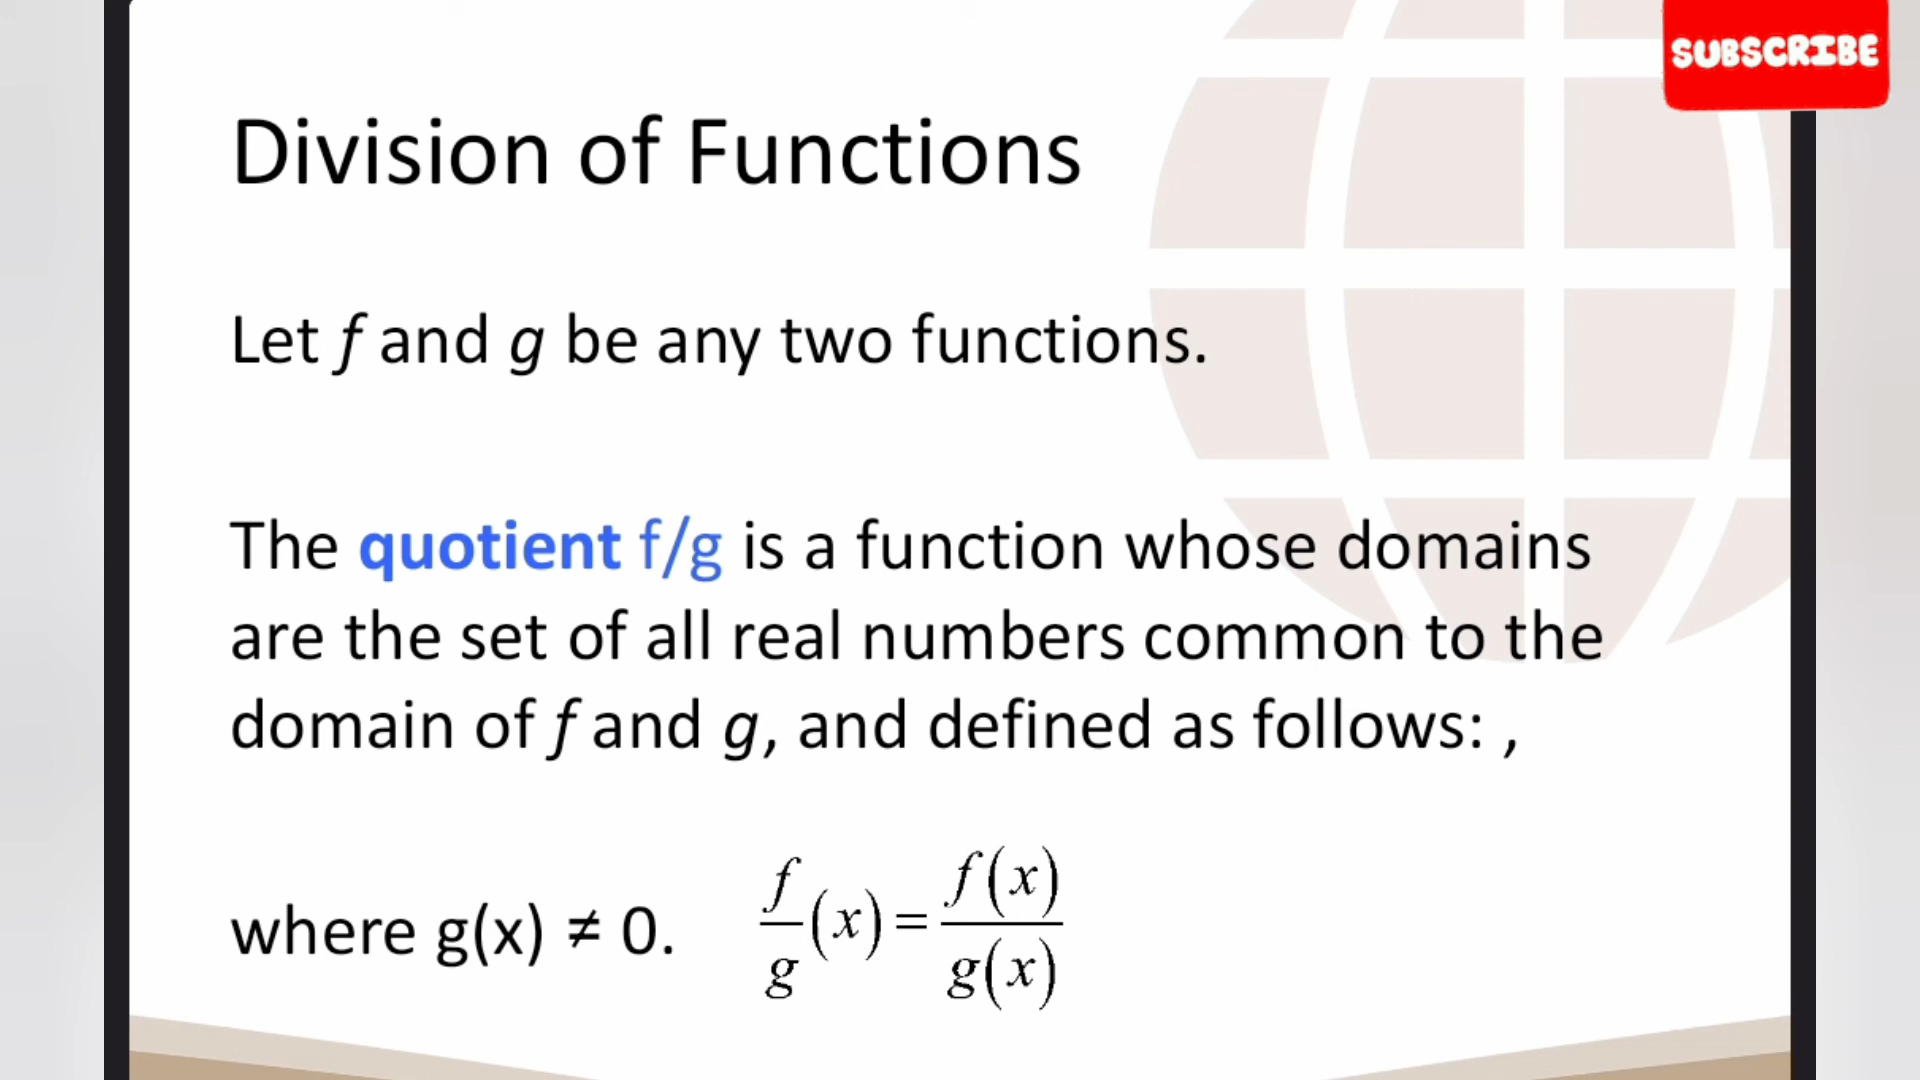 SUBSCRIBE
Division of Functions
Let f and g be any two functions.
The quotient f/g is a function whose domains
are the set of all real numbers common to the
domain of f and g, and defined as follows: ,
where g(x) ≠ 0. f/g (x) = f(x)/g(x)